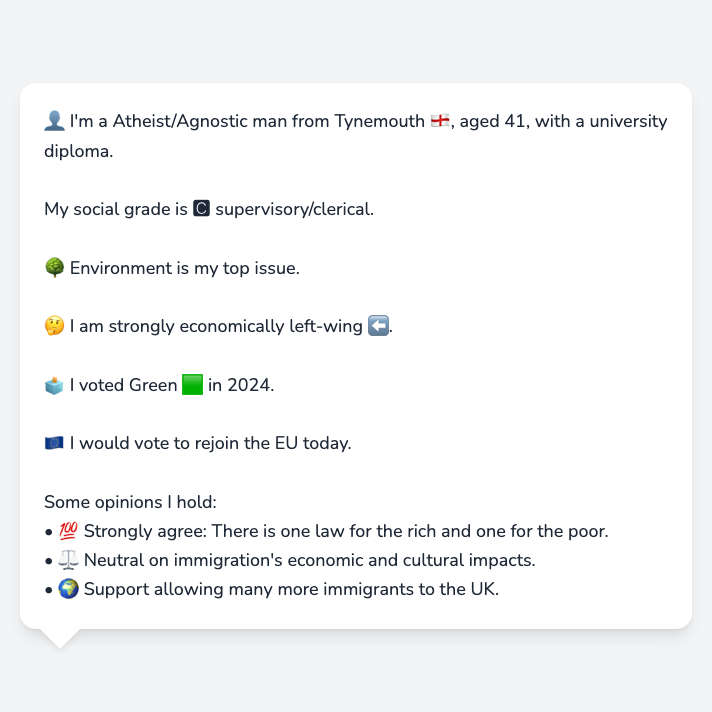 👤 I'm a Atheist/Agnostic man from Tynemouth 🏴󠁧󠁢󠁥󠁮󠁧󠁿, aged 41, with a university
diploma.
My social grade is 🅲 supervisory/clerical.
🌳 Environment is my top issue.
🤔 I am strongly economically left-wing ⬅️.
🗳️ I voted Green 🟩 in 2024.
🇪🇺 I would vote to rejoin the EU today.
Some opinions I hold:
• 💯 Strongly agree: There is one law for the rich and one for the poor.
• ⚖️ Neutral on immigration's economic and cultural impacts.
• 🌍 Support allowing many more immigrants to the UK.